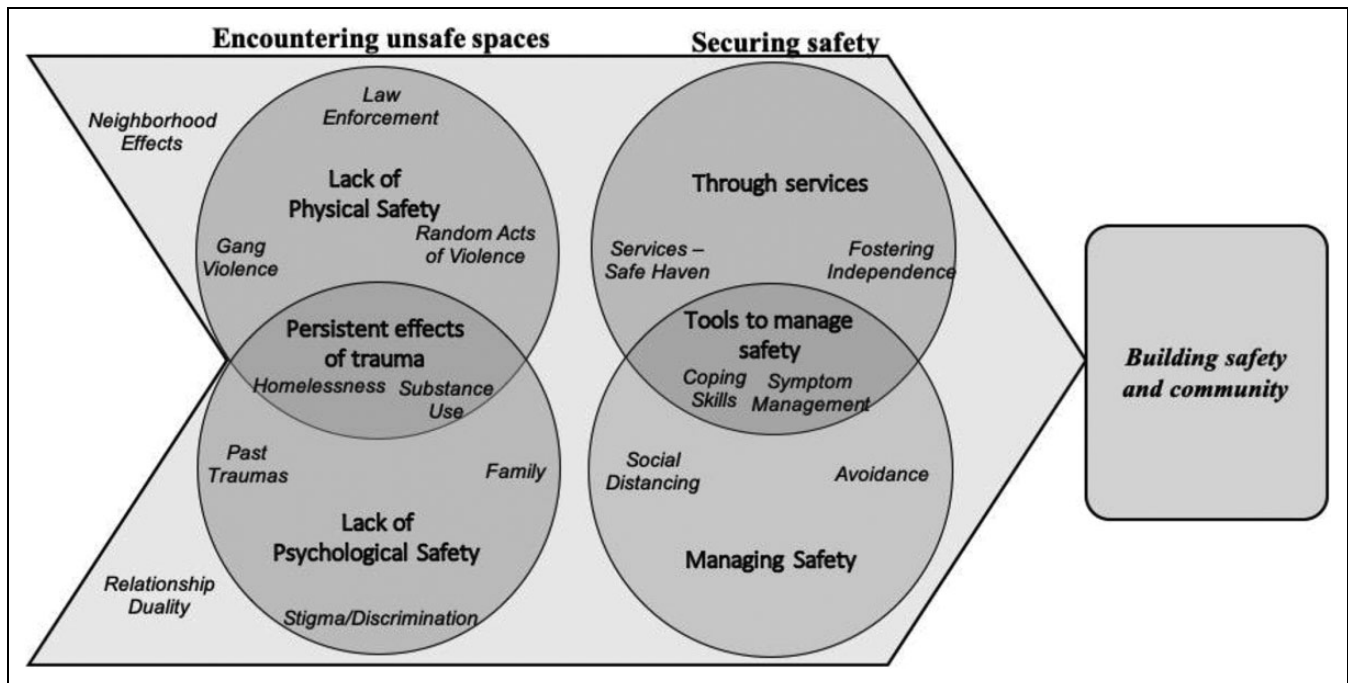 Encountering unsafe spaces
Securing safety
Neighborhood
Effects
Law
Enforcement
Lack of
Physical Safety
Gang
Violence
Random Acts
of Violence
Persistent effects
of trauma
Homelessness
Substance
Use
Past
Traumas
Family
Lack of
Psychological Safety
Relationship
Duality
Stigma/Discrimination
Through services
Services –
Safe Haven
Fostering
Independence
Tools to manage
safety
Coping
Skills
Symptom
Management
Social
Distancing
Avoidance
Managing Safety
Building safety
and community